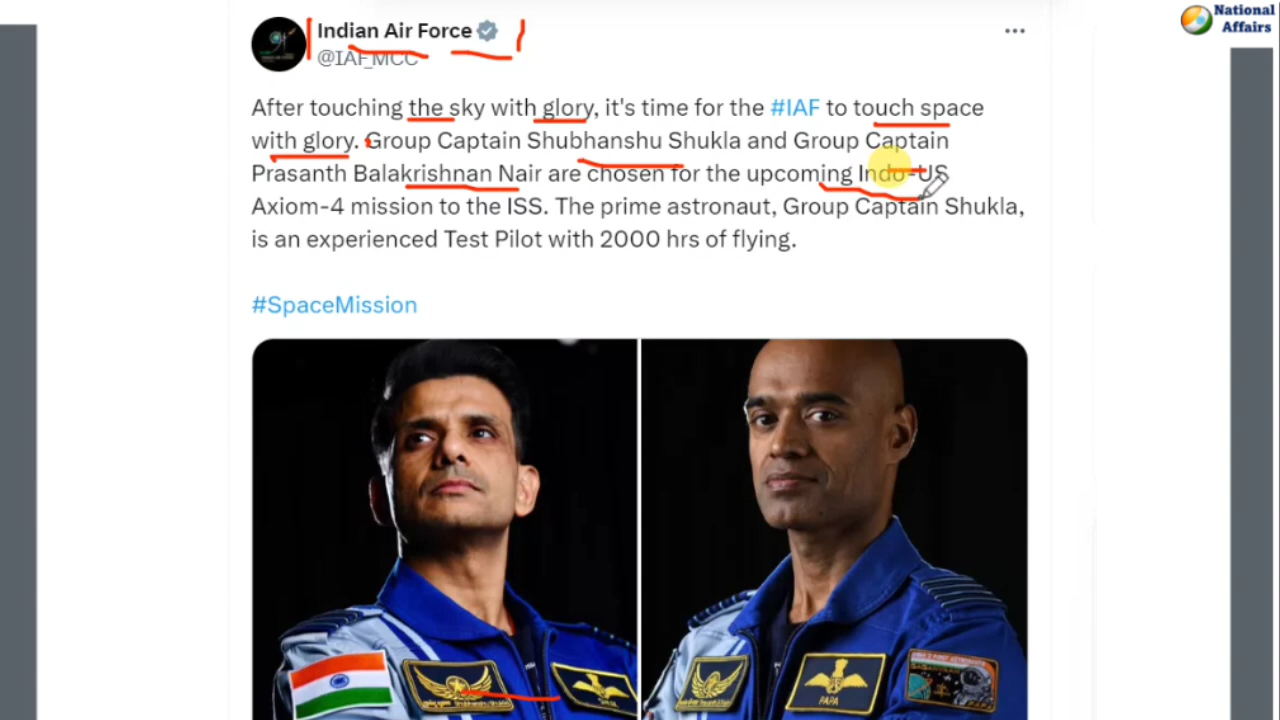 National
Affairs
Indian Air Force
@IAF_MCC
After touching the sky with glory, it's time for the #IAF to touch space
with glory. Group Captain Shubhanshu Shukla and Group Captain
Prasanth Balakrishnan Nair are chosen for the upcoming Indo-US
Axiom-4 mission to the ISS. The prime astronaut, Group Captain Shukla,
is an experienced Test Pilot with 2000 hrs of flying.
#SpaceMission
PAPA